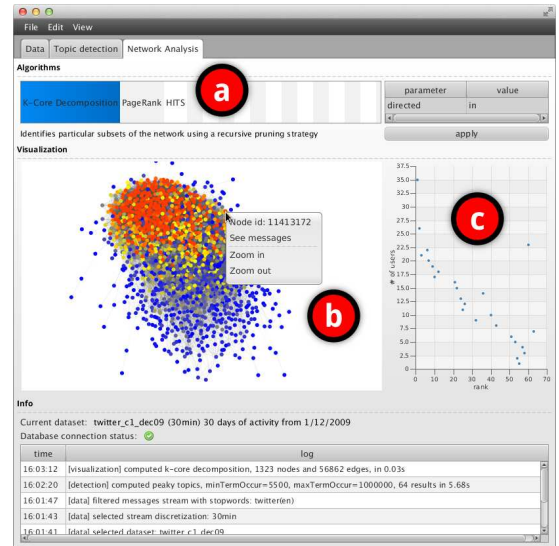 File Edit View
Data Topic detection Network Analysis
Algorithms
K-Core Decomposition PageRank HITS
a
parameter value
directed in
Identifies particular subsets of the network using a recursive pruning strategy
apply
Visualization
Node id: 11413172
See messages
Zoom in
Zoom out
b
c
37.5
35.0
32.5
30.0
27.5
25.0
22.5
20.0
17.5
15.0
12.5
10.0
7.5
5.0
2.5
0
# of users
0 10 20 30 40 50 60 70
rank
Info
Current dataset: twitter_c1_dec09 (30min) 30 days of activity from 1/12/2009
Database connection status:
time log
16:03:12 [visualization] computed k-core decomposition, 1323 nodes and 56862 edges, in 0.03s
16:02:20 [detection] computed peaky topics, minTermOccur=5500, maxTermOccur=1000000, 64 results in 5.68s
16:01:47 [data] filtered messages stream with stopwords: twitter(en)
16:01:43 [data] selected stream discretization: 30min
16:01:41 [data] selected dataset: twitter_c1_dec09